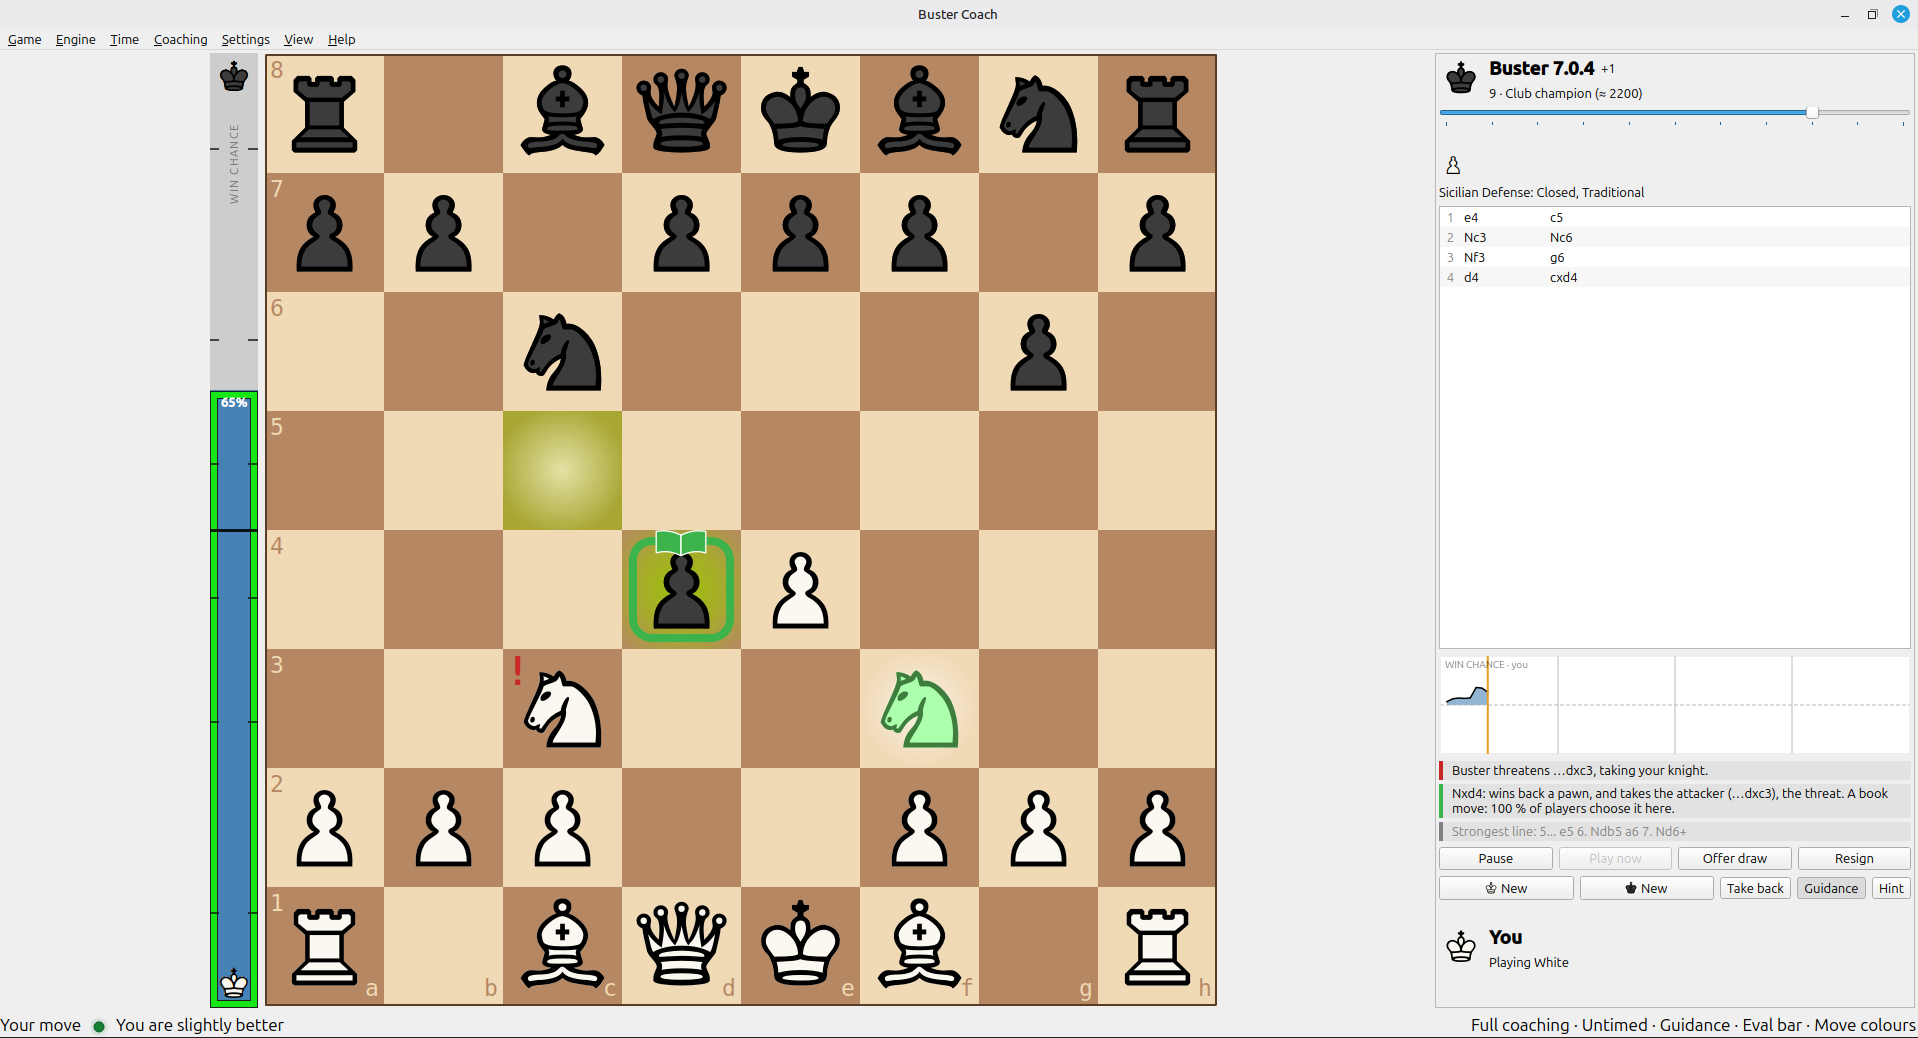 Buster Coach
Game Engine Time Coaching Settings View Help
WIN CHANCE
65%
8
7
6
5
4
3
2
1
!
a b c d e f g h
Buster 7.0.4 +1
9 · Club champion (≈ 2200)
Sicilian Defense: Closed, Traditional
1 e4 c5
2 Nc3 Nc6
3 Nf3 g6
4 d4 cxd4
WIN CHANCE - you
Buster threatens …dxc3, taking your knight.
Nxd4: wins back a pawn, and takes the attacker (…dxc3), the threat. A book
move: 100 % of players choose it here.
Strongest line: 5… e5 6. Ndb5 a6 7. Nd6+
Pause Play now Offer draw Resign
♔ New ♚ New Take back Guidance Hint
You
Playing White
Your move You are slightly better
Full coaching · Untimed · Guidance · Eval bar · Move colours